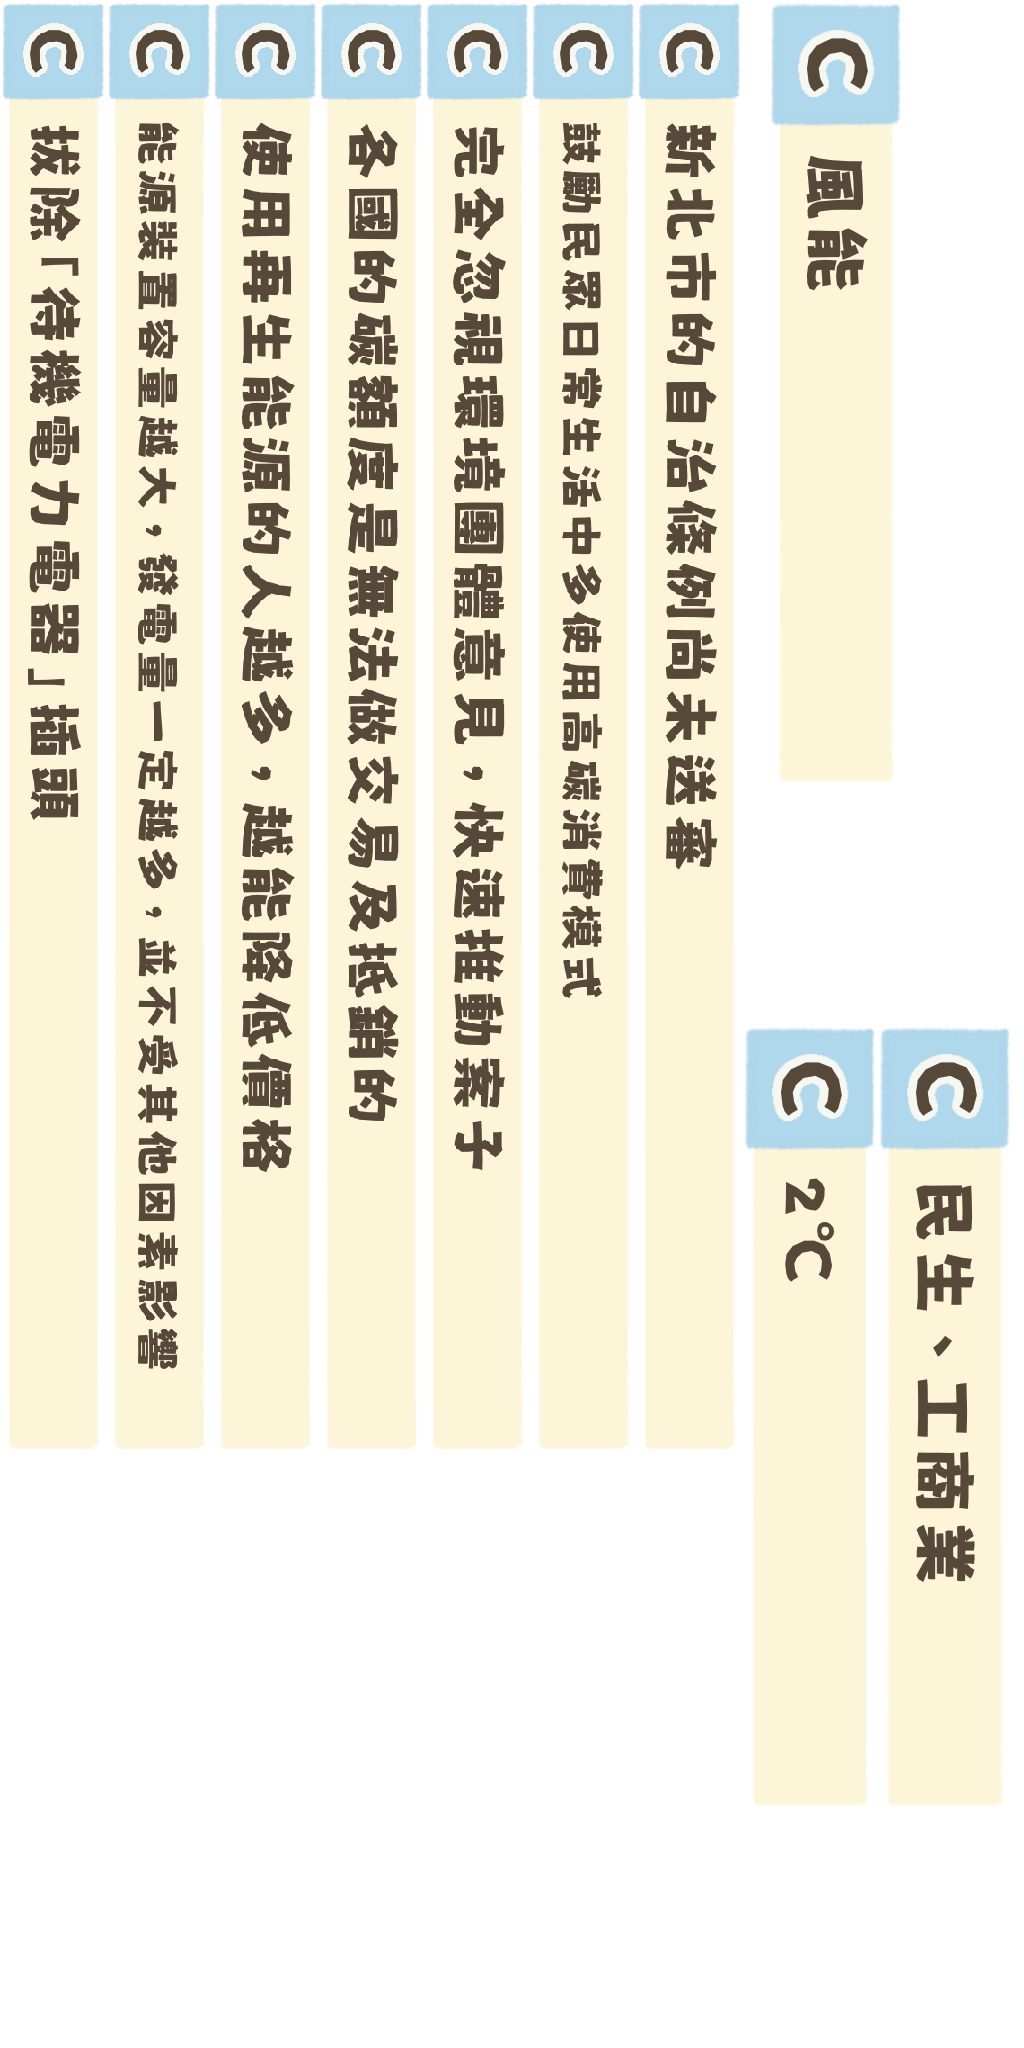 C 風能
C 民生、工商業
C 2°C
C 新北市的自治條例尚未送審
C 鼓勵民眾日常生活中多使用高碳消費模式
C 完全忽視環境團體意見，快速推動案子
C 各國的碳額度是無法做交易及抵銷的
C 使用再生能源的人越多，越能降低價格
C 能源裝置容量越大，發電量一定越多，並不受其他因素影響
C 拔除「待機電力電器」插頭